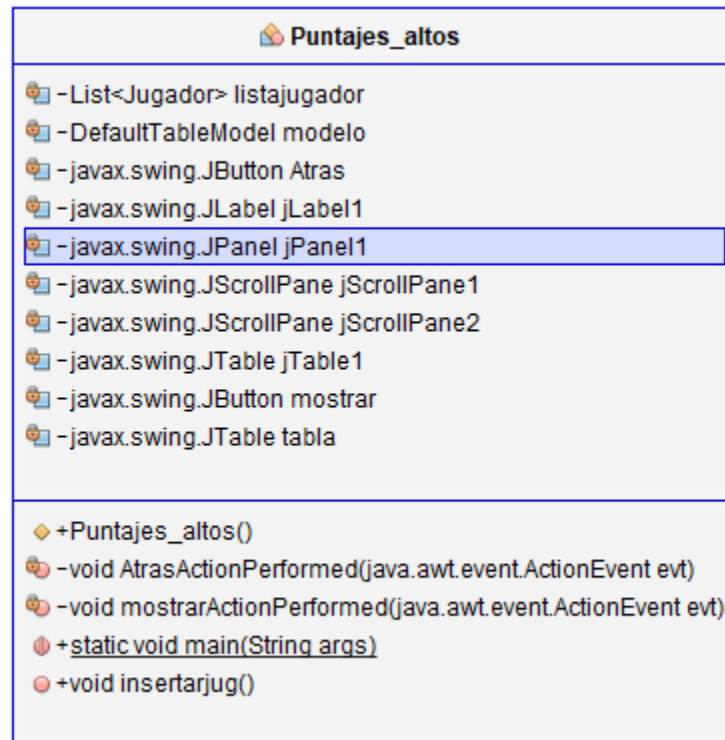 Puntajes_altos
-List<Jugador> listajugador
-DefaultTableModel modelo
-javax.swing.JButton Atras
-javax.swing.JLabel jLabel1
-javax.swing.JPanel jPanel1
-javax.swing.JScrollPane jScrollPane1
-javax.swing.JScrollPane jScrollPane2
-javax.swing.JTable jTable1
-javax.swing.JButton mostrar
-javax.swing.JTable tabla
+Puntajes_altos()
-void AtrasActionPerformed(java.awt.event.ActionEvent evt)
-void mostrarActionPerformed(java.awt.event.ActionEvent evt)
+static void main(String args)
+void insertarjug()